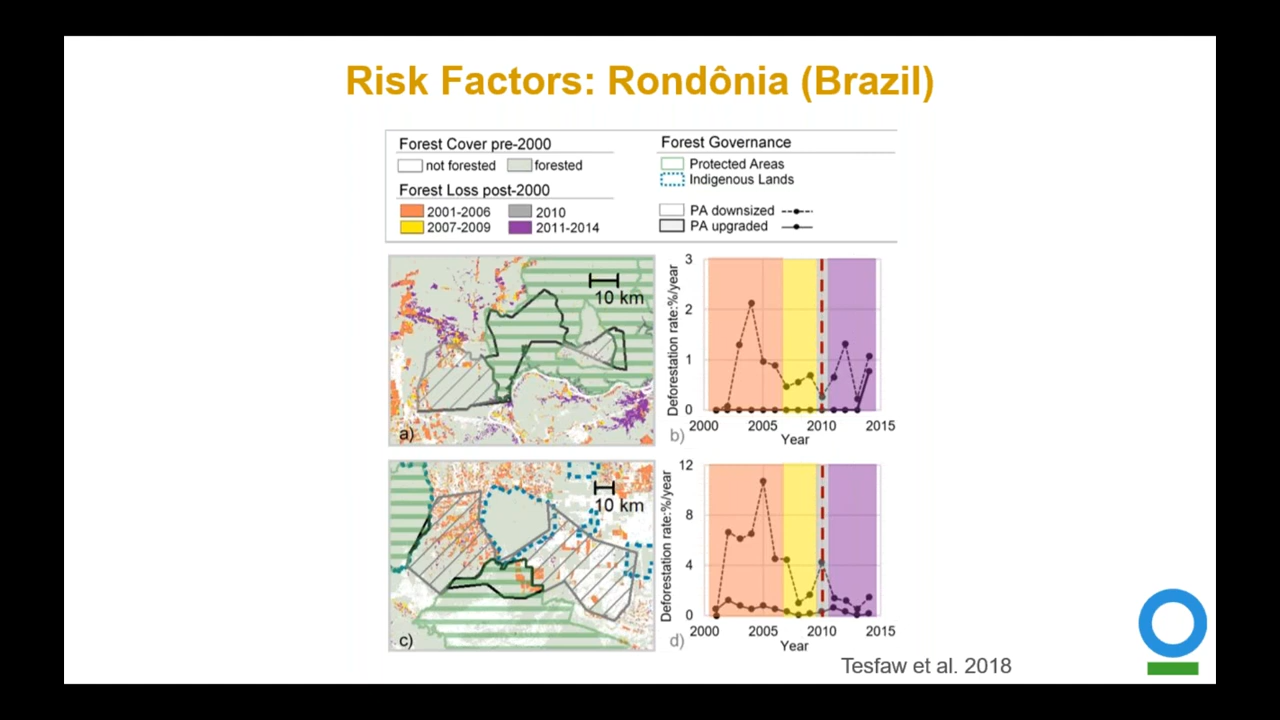 Risk Factors: Rondônia (Brazil)
Forest Cover pre-2000
not forested forested
Forest Loss post-2000
2001-2006 2010
2007-2009 2011-2014
Forest Governance
Protected Areas
Indigenous Lands
PA downsized
PA upgraded
10 km
a)
Deforestation rate:%/year
3
2
1
0
2000 2005 2010 2015
b)
Year
10 km
c)
Deforestation rate:%/year
12
8
4
0
2000 2005 2010 2015
d)
Year
Tesfaw et al. 2018